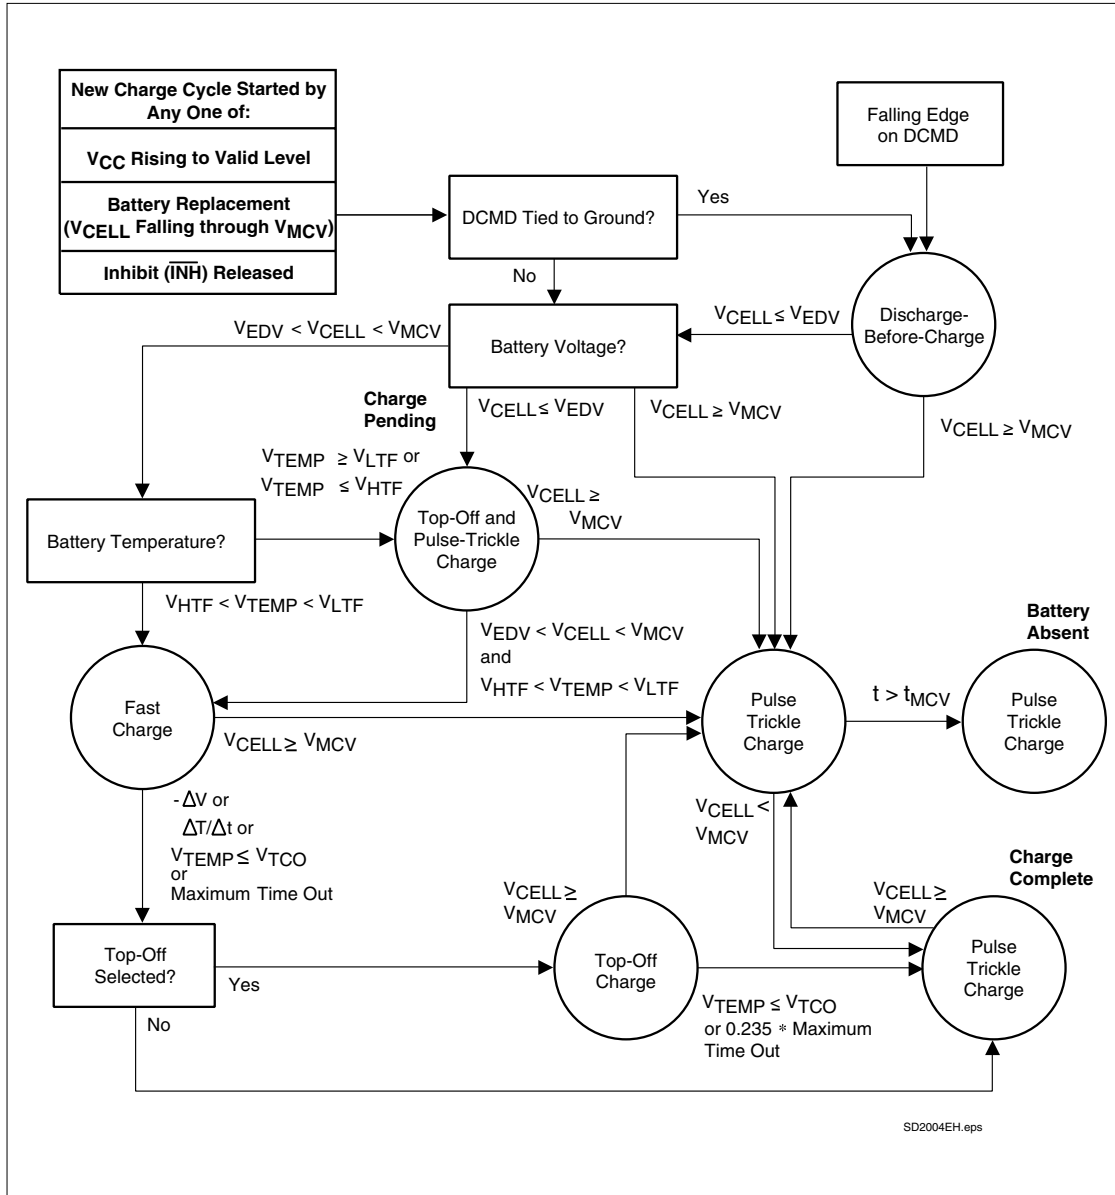 New Charge Cycle Started by
Any One of:
VCC Rising to Valid Level
Battery Replacement
(VCELL Falling through VMCV)
Inhibit (I̅N̅H̅) Released
Falling Edge
on DCMD
DCMD Tied to Ground?
Yes
No
VEDV < VCELL < VMCV
Battery Voltage?
VCELL ≤ VEDV
Discharge-
Before-Charge
Charge
Pending
VCELL ≤ VEDV
VCELL ≥ VMCV
VCELL ≥ VMCV
VTEMP ≥ VLTF or
VTEMP ≤ VHTF
VCELL ≥
VMCV
Battery Temperature?
Top-Off and
Pulse-Trickle
Charge
VHTF < VTEMP < VLTF
VEDV < VCELL < VMCV
and
VHTF < VTEMP < VLTF
Battery
Absent
Fast
Charge
VCELL ≥ VMCV
Pulse
Trickle
Charge
t > tMCV
Pulse
Trickle
Charge
- ΔV or
ΔT/Δt or
VTEMP ≤ VTCO
or
Maximum Time Out
VCELL <
VMCV
Charge
Complete
VCELL ≥
VMCV
VCELL ≥
VMCV
Top-Off
Selected?
Yes
No
Top-Off
Charge
VTEMP ≤ VTCO
or 0.235 * Maximum
Time Out
Pulse
Trickle
Charge
SD2004EH.eps